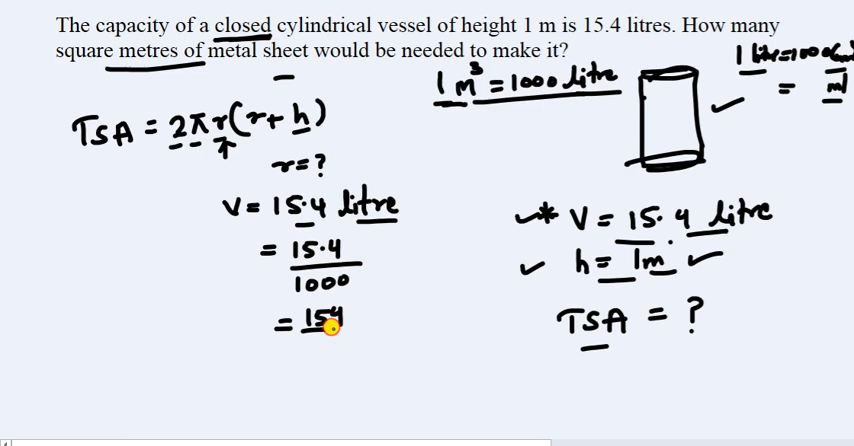 The capacity of a closed cylindrical vessel of height 1 m is 15.4 litres. How many
square metres of metal sheet would be needed to make it?
1 m³ = 1000 litre
= ml
TSA = 2πr(r+h)
r = ?
V = 15.4 litre
= 15.4
1000
= 154
* V = 15.4 litre
h = 1m
TSA = ?